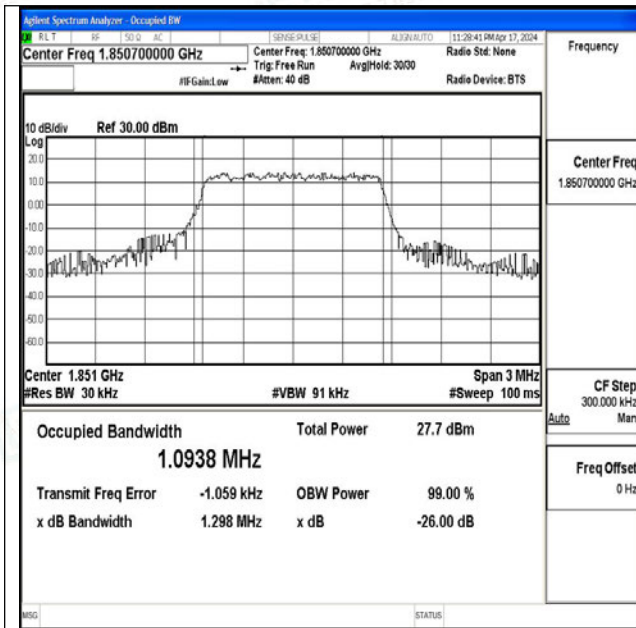 Agilent Spectrum Analyzer - Occupied BW
RL T RF 50 Ω AC SENSE:PULSE ALIGN AUTO 11:28:41 PM Apr 17, 2024
Center Freq 1.850700000 GHz Center Freq: 1.850700000 GHz Radio Std: None Frequency
Trig: Free Run Avg|Hold: 30/30
#IFGain:Low #Atten: 40 dB Radio Device: BTS
10 dB/div Ref 30.00 dBm
Log
20.0
10.0
0.00
-10.0
-20.0
-30.0
-40.0
-50.0
-60.0
Center Freq
1.850700000 GHz
Center 1.851 GHz Span 3 MHz
#Res BW 30 kHz #VBW 91 kHz #Sweep 100 ms
CF Step
300.000 kHz
Auto Man
Occupied Bandwidth Total Power 27.7 dBm
1.0938 MHz
Transmit Freq Error -1.059 kHz OBW Power 99.00 %
x dB Bandwidth 1.298 MHz x dB -26.00 dB
Freq Offset
0 Hz
MSG STATUS